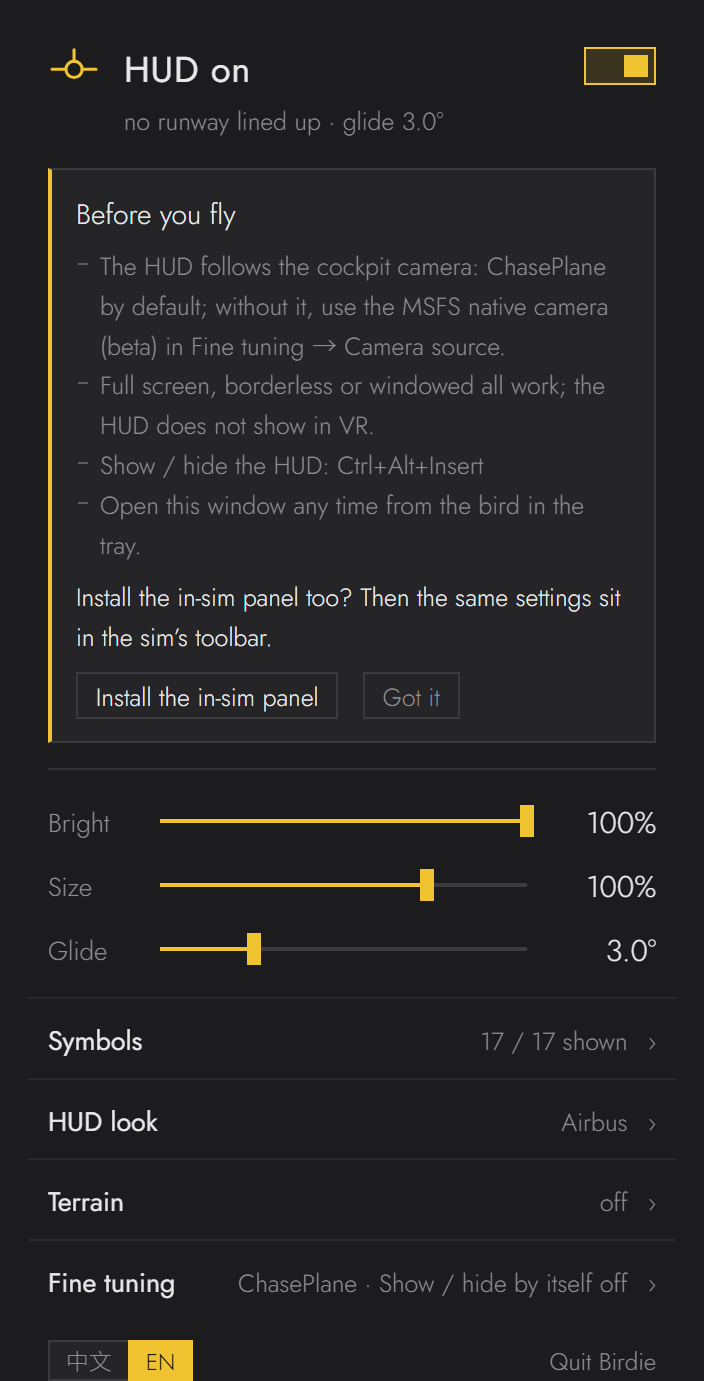 HUD on
no runway lined up · glide 3.0°
Before you fly
– The HUD follows the cockpit camera: ChasePlane
by default; without it, use the MSFS native camera
(beta) in Fine tuning → Camera source.
– Full screen, borderless or windowed all work; the
HUD does not show in VR.
– Show / hide the HUD: Ctrl+Alt+Insert
– Open this window any time from the bird in the
tray.
Install the in-sim panel too? Then the same settings sit
in the sim’s toolbar.
Install the in-sim panel Got it
Bright 100%
Size 100%
Glide 3.0°
Symbols 17 / 17 shown ›
HUD look Airbus ›
Terrain off ›
Fine tuning ChasePlane · Show / hide by itself off ›
中文 EN Quit Birdie